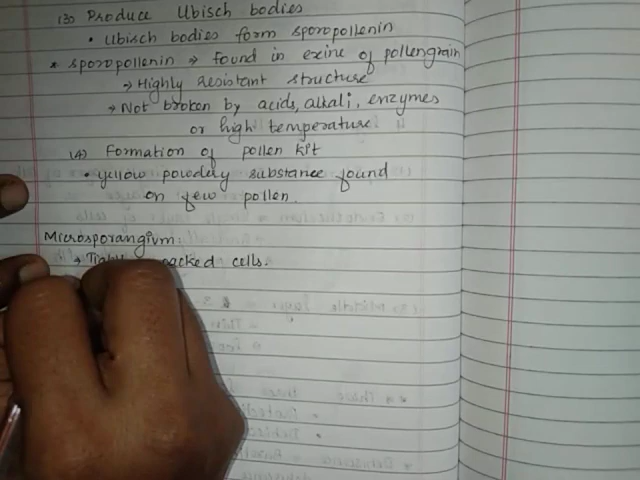 (3) Produce Ubisch bodies
• Ubisch bodies form sporopollenin
* sporopollenin → found in exine of pollengrain
→ Highly resistant structure
→ Not broken by acids, alkali, enzymes
or high temperature
(4) Formation of pollen kit
• yellow powdery substance found
on few pollen.
Microsporangium:
→ packed cells.